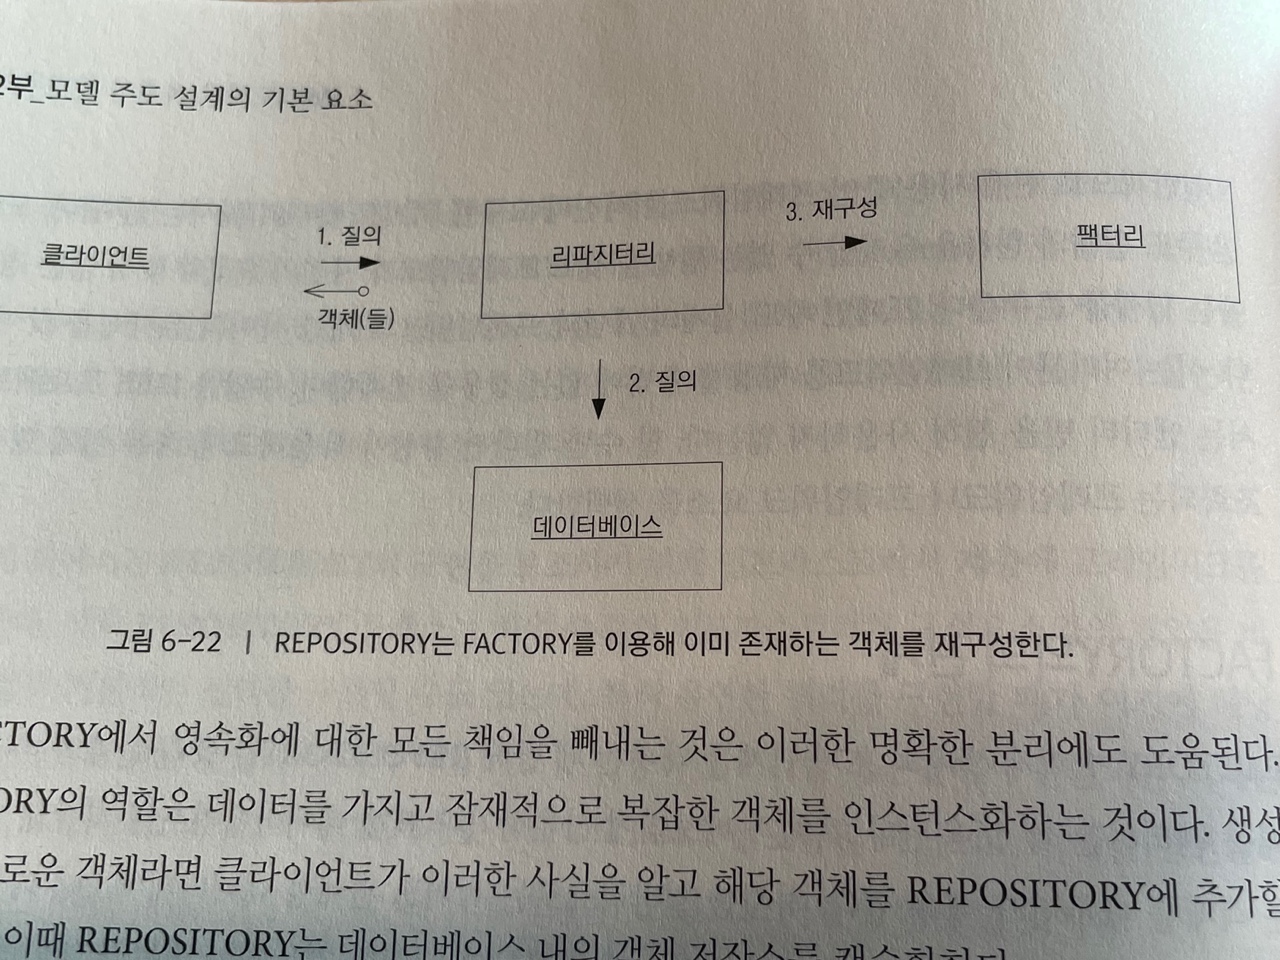 2부_모델 주도 설계의 기본 요소
클라이언트
1. 질의
객체(들)
리파지터리
3. 재구성
팩터리
2. 질의
데이터베이스
그림 6-22 | REPOSITORY는 FACTORY를 이용해 이미 존재하는 객체를 재구성한다.
CTORY에서 영속화에 대한 모든 책임을 빼내는 것은 이러한 명확한 분리에도 도움된다.
ORY의 역할은 데이터를 가지고 잠재적으로 복잡한 객체를 인스턴스화하는 것이다. 생성
로운 객체라면 클라이언트가 이러한 사실을 알고 해당 객체를 REPOSITORY에 추가할
이때 REPOSITORY는 데이터베이스 내의 객체 저장소를 캡슐화한다.